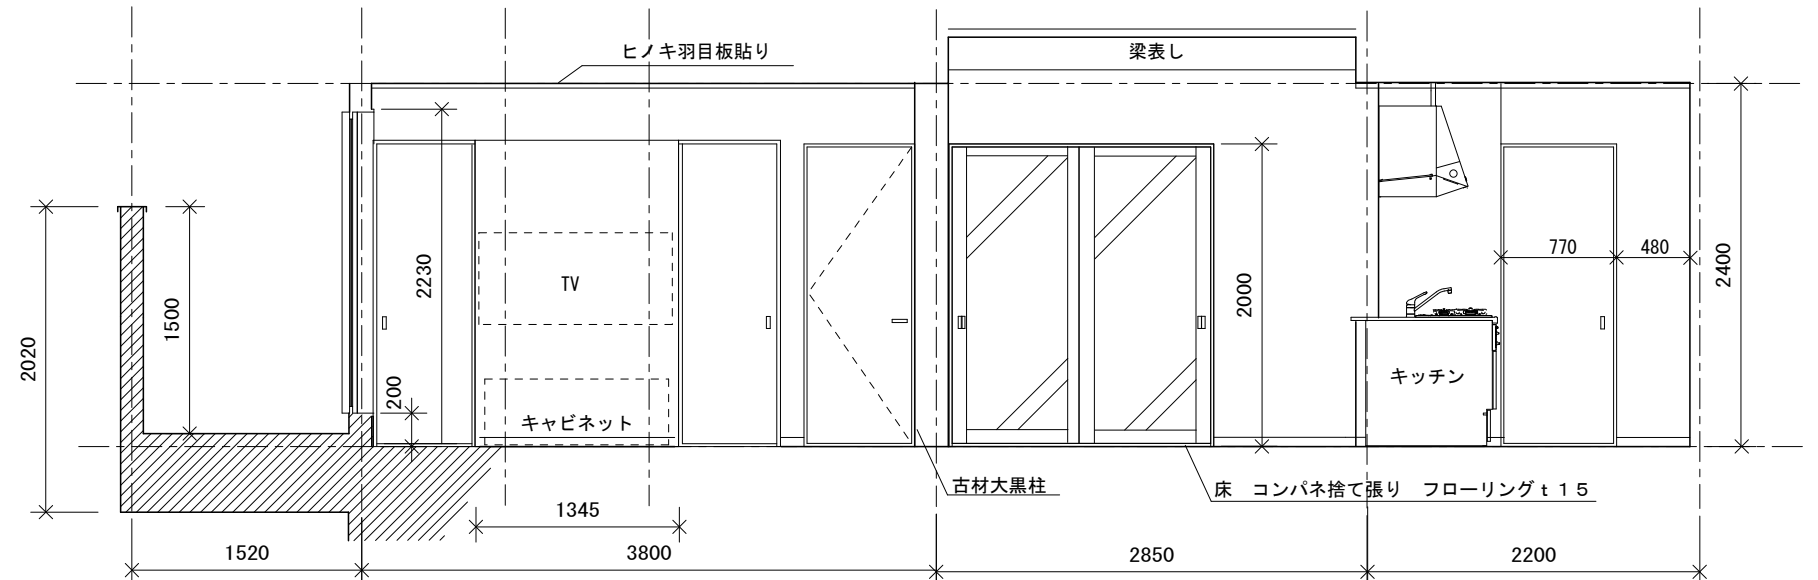 ヒノキ羽目板貼り
梁表し
2230
TV
1500
2020
200
キャビネット
2000
770
480
2400
キッチン
古材大黒柱
床 コンパネ捨て張り フローリングｔ１５
1345
1520
3800
2850
2200